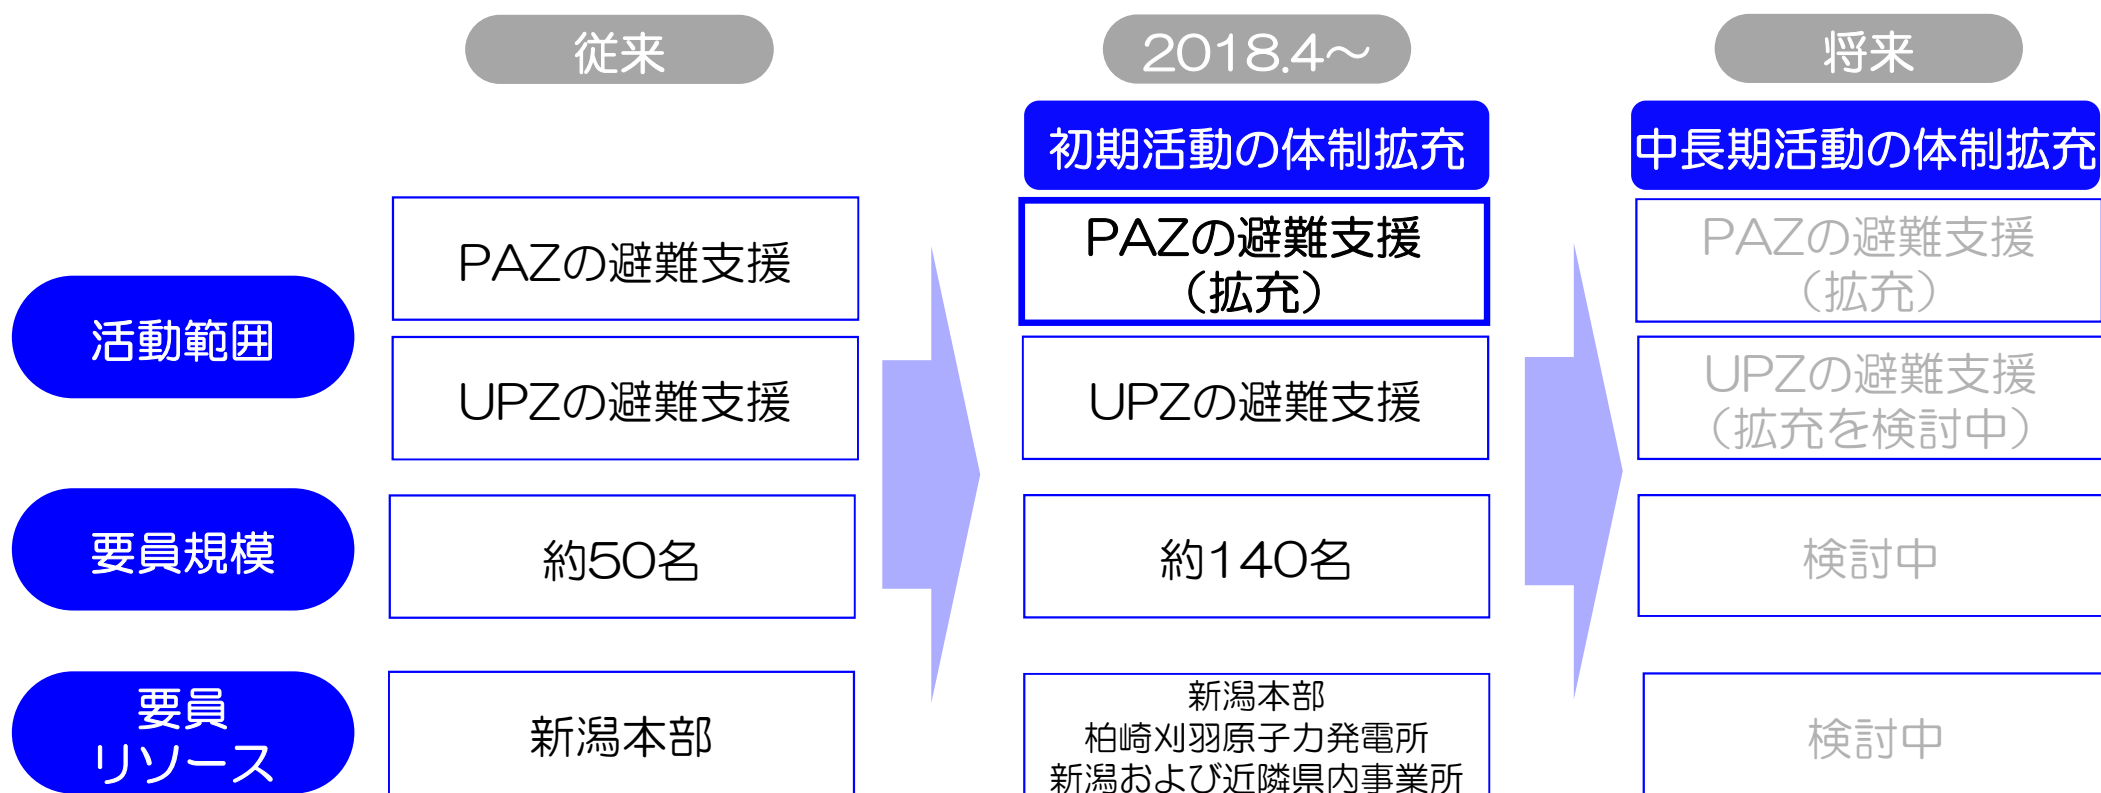 従来
2018.4～
将来
初期活動の体制拡充
中長期活動の体制拡充
活動範囲
PAZの避難支援
PAZの避難支援
（拡充）
PAZの避難支援
（拡充）
UPZの避難支援
UPZの避難支援
UPZの避難支援
（拡充を検討中）
要員規模
約50名
約140名
検討中
要員
リソース
新潟本部
新潟本部
柏崎刈羽原子力発電所
新潟および近隣県内事業所
検討中